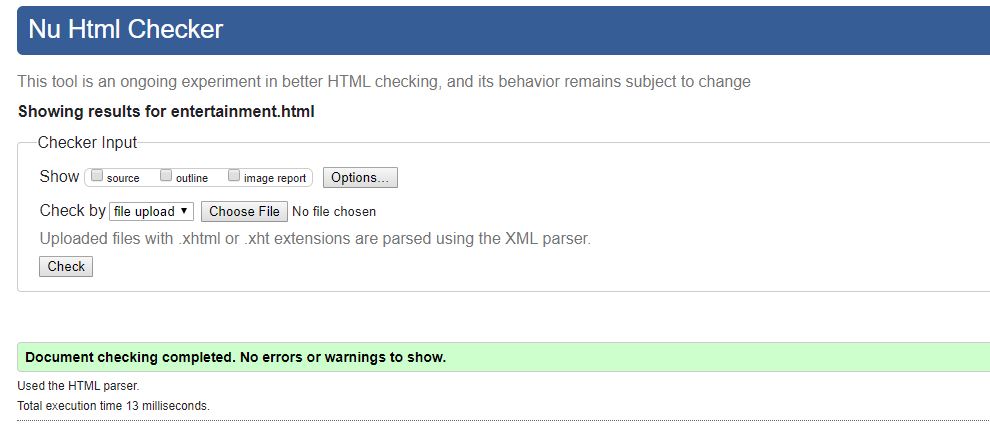 Nu Html Checker
This tool is an ongoing experiment in better HTML checking, and its behavior remains subject to change
Showing results for entertainment.html
Checker Input
Show source outline image report Options...
Check by file upload Choose File No file chosen
Uploaded files with .xhtml or .xht extensions are parsed using the XML parser.
Check
Document checking completed. No errors or warnings to show.
Used the HTML parser.
Total execution time 13 milliseconds.